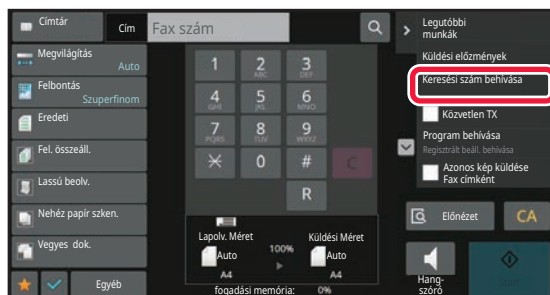 Címtár
Cím
Fax szám
Megvilágítás
Auto
Felbontás
Szuperfinom
Eredeti
Fel. összeáll.
Lassú beolv.
Nehéz papír szken.
Vegyes dok.
Egyéb
1
2
ABC
3
DEF
4
GHI
5
JKL
6
MNO
7
PQRS
8
TUV
9
WXYZ
0
#
C
R
Lapolv. Méret
Auto
A4
100%
Küldési Méret
Auto
A4
fogadási memória: 0%
Legutóbbi
munkák
Küldési előzmények
Keresési szám behívása
Közvetlen TX
Program behívása
Regisztrált beáll. behívása
Azonos kép küldése
Fax címként
Előnézet
CA
Hang-
szóró
Start